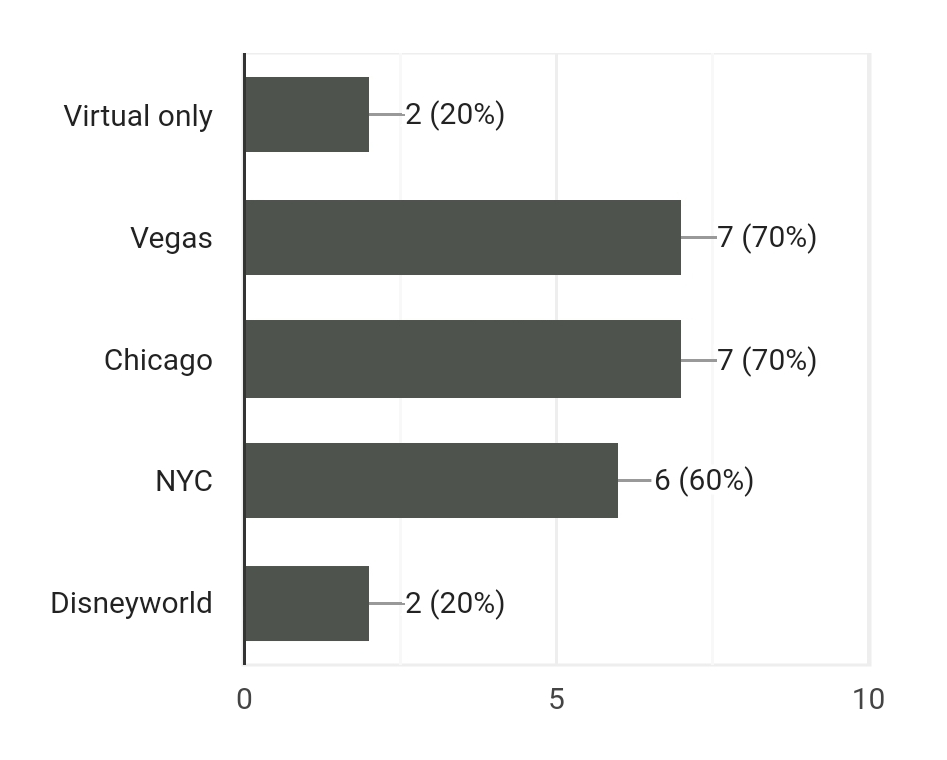 Virtual only 2 (20%)
Vegas 7 (70%)
Chicago 7 (70%)
NYC 6 (60%)
Disneyworld 2 (20%)
0 5 10